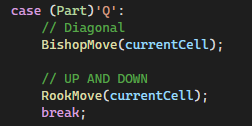 case (Part)'Q':
// Diagonal
BishopMove(currentCell);
// UP AND DOWN
RookMove(currentCell);
break;